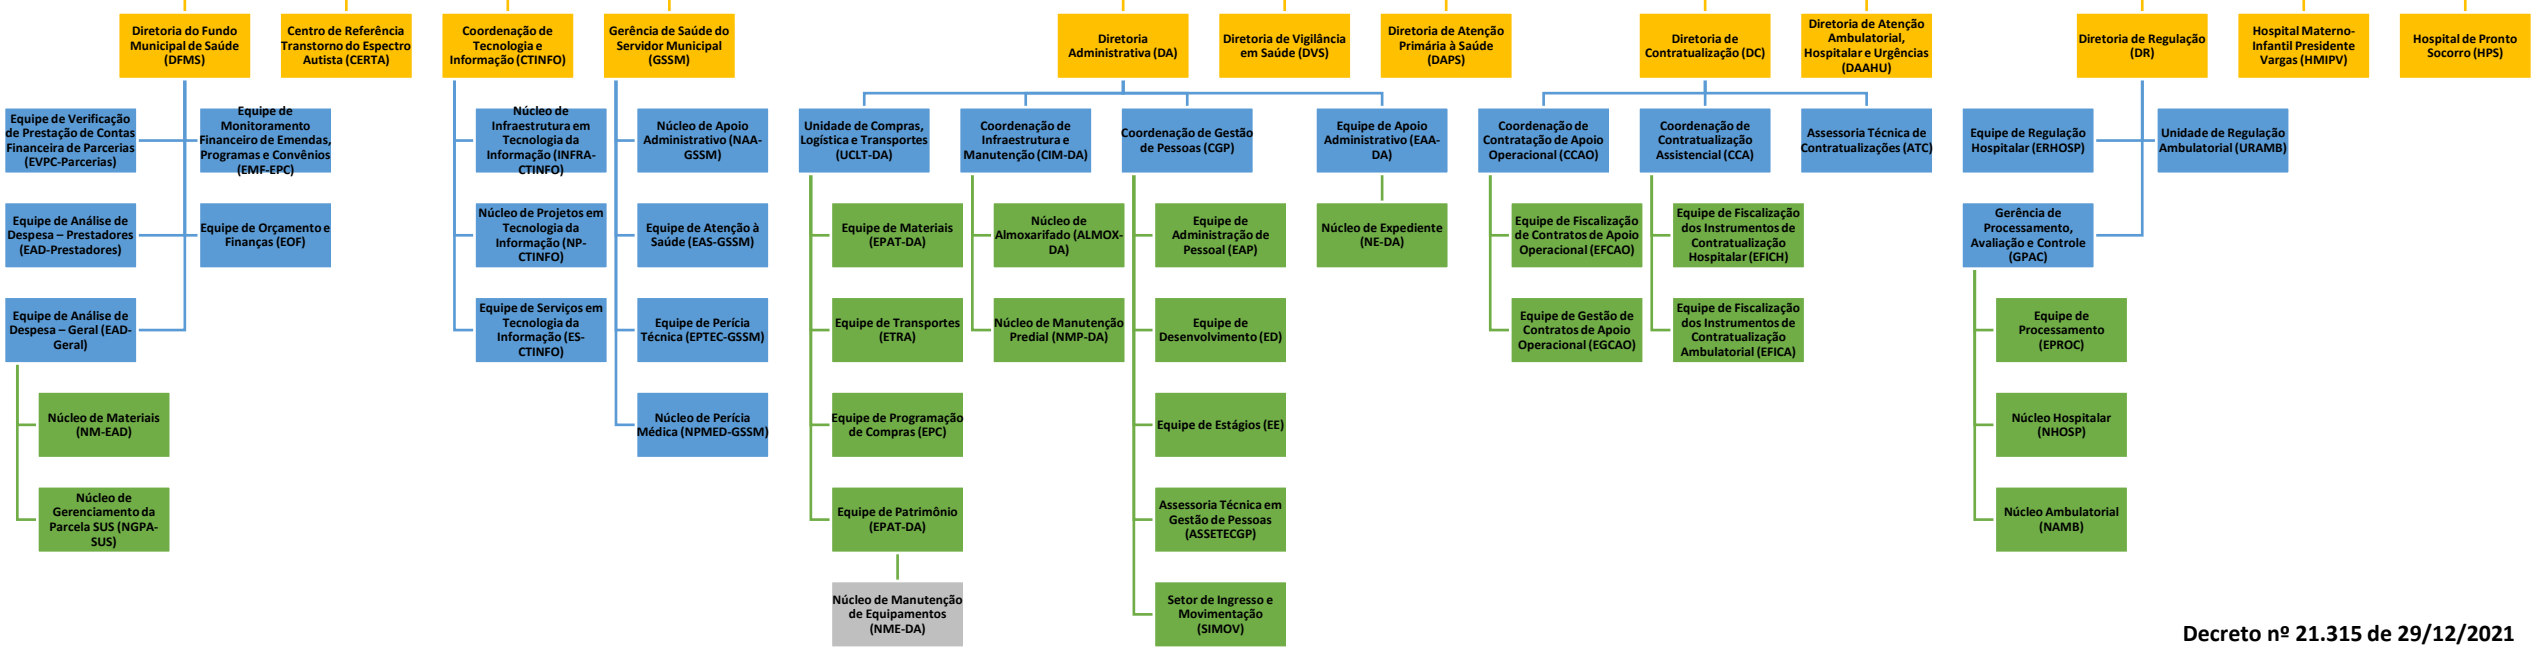 Diretoria do Fundo
Municipal de Saúde
(DFMS)
Centro de Referência
Transtorno do Espectro
Autista (CERTA)
Coordenação de
Tecnologia e
Informação (CTINFO)
Gerência de Saúde do
Servidor Municipal
(GSSM)
Diretoria
Administrativa (DA)
Diretoria de Vigilância
em Saúde (DVS)
Diretoria de Atenção
Primária à Saúde
(DAPS)
Diretoria de
Contratualização (DC)
Diretoria de Atenção
Ambulatorial,
Hospitalar e Urgências
(DAAHU)
Diretoria de Regulação
(DR)
Hospital Materno-
Infantil Presidente
Vargas (HMIPV)
Hospital de Pronto
Socorro (HPS)
Equipe de Verificação
de Prestação de Contas
Financeira de Parcerias
(EVPC-Parcerias)
Equipe de
Monitoramento
Financeiro de Emendas,
Programas e Convênios
(EMF-EPC)
Núcleo de
Infraestrutura em
Tecnologia da
Informação (INFRA-
CTINFO)
Núcleo de Apoio
Administrativo (NAA-
GSSM)
Unidade de Compras,
Logística e Transportes
(UCLT-DA)
Coordenação de
Infraestrutura e
Manutenção (CIM-DA)
Coordenação de Gestão
de Pessoas (CGP)
Equipe de Apoio
Administrativo (EAA-
DA)
Coordenação de
Contratação de Apoio
Operacional (CCAO)
Coordenação de
Contratualização
Assistencial (CCA)
Assessoria Técnica de
Contratualizações (ATC)
Equipe de Regulação
Hospitalar (ERHOSP)
Unidade de Regulação
Ambulatorial (URAMB)
Equipe de Análise de
Despesa – Prestadores
(EAD-Prestadores)
Equipe de Orçamento e
Finanças (EOF)
Núcleo de Projetos em
Tecnologia da
Informação (NP-
CTINFO)
Equipe de Atenção à
Saúde (EAS-GSSM)
Equipe de Materiais
(EPAT-DA)
Núcleo de
Almoxarifado (ALMOX-
DA)
Equipe de
Administração de
Pessoal (EAP)
Núcleo de Expediente
(NE-DA)
Equipe de Fiscalização
de Contratos de Apoio
Operacional (EFCAO)
Equipe de Fiscalização
dos Instrumentos de
Contratualização
Hospitalar (EFICH)
Gerência de
Processamento,
Avaliação e Controle
(GPAC)
Equipe de Análise de
Despesa – Geral (EAD-
Geral)
Equipe de Serviços em
Tecnologia da
Informação (ES-
CTINFO)
Equipe de Perícia
Técnica (EPTEC-GSSM)
Equipe de Transportes
(ETRA)
Núcleo de Manutenção
Predial (NMP-DA)
Equipe de
Desenvolvimento (ED)
Equipe de Gestão de
Contratos de Apoio
Operacional (EGCAO)
Equipe de Fiscalização
dos Instrumentos de
Contratualização
Ambulatorial (EFICA)
Equipe de
Processamento
(EPROC)
Núcleo de Materiais
(NM-EAD)
Núcleo de Perícia
Médica (NPMED-GSSM)
Equipe de Programação
de Compras (EPC)
Equipe de Estágios (EE)
Núcleo Hospitalar
(NHOSP)
Núcleo de
Gerenciamento da
Parcela SUS (NGPA-
SUS)
Equipe de Patrimônio
(EPAT-DA)
Assessoria Técnica em
Gestão de Pessoas
(ASSETECGP)
Núcleo Ambulatorial
(NAMB)
Núcleo de Manutenção
de Equipamentos
(NME-DA)
Setor de Ingresso e
Movimentação
(SIMOV)
Decreto nº 21.315 de 29/12/2021